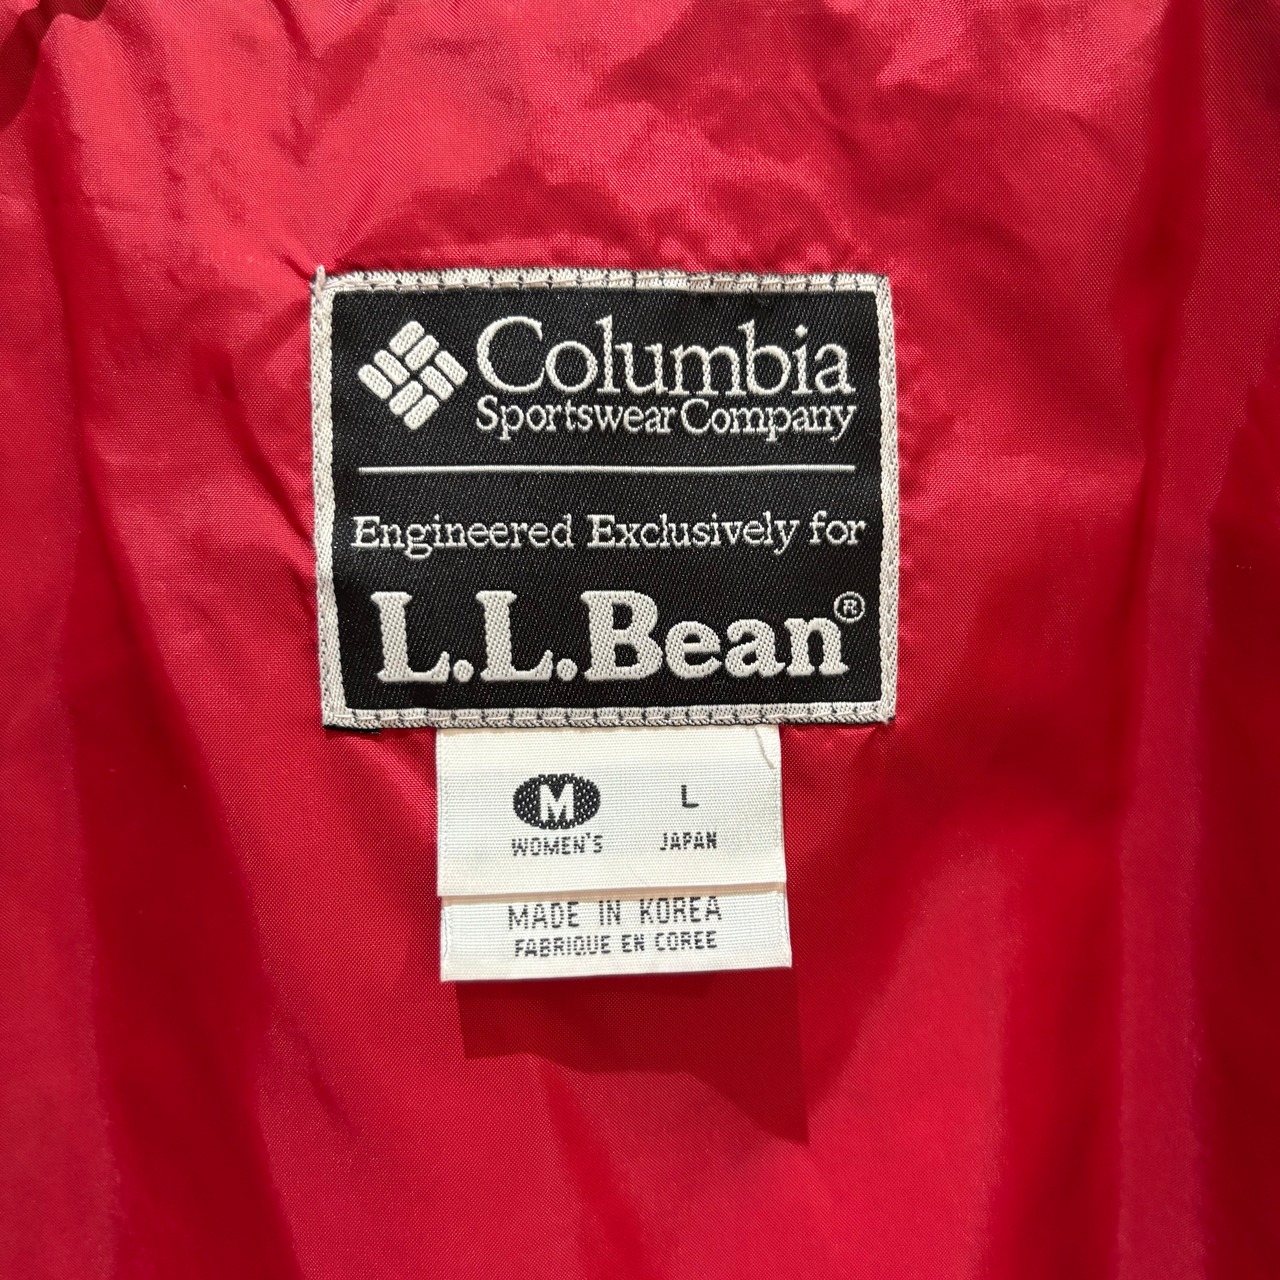 Columbia
Sportswear Company
Engineered Exclusively for
L.L.Bean®
M L
WOMEN'S JAPAN
MADE IN KOREA
FABRIQUE EN COREE